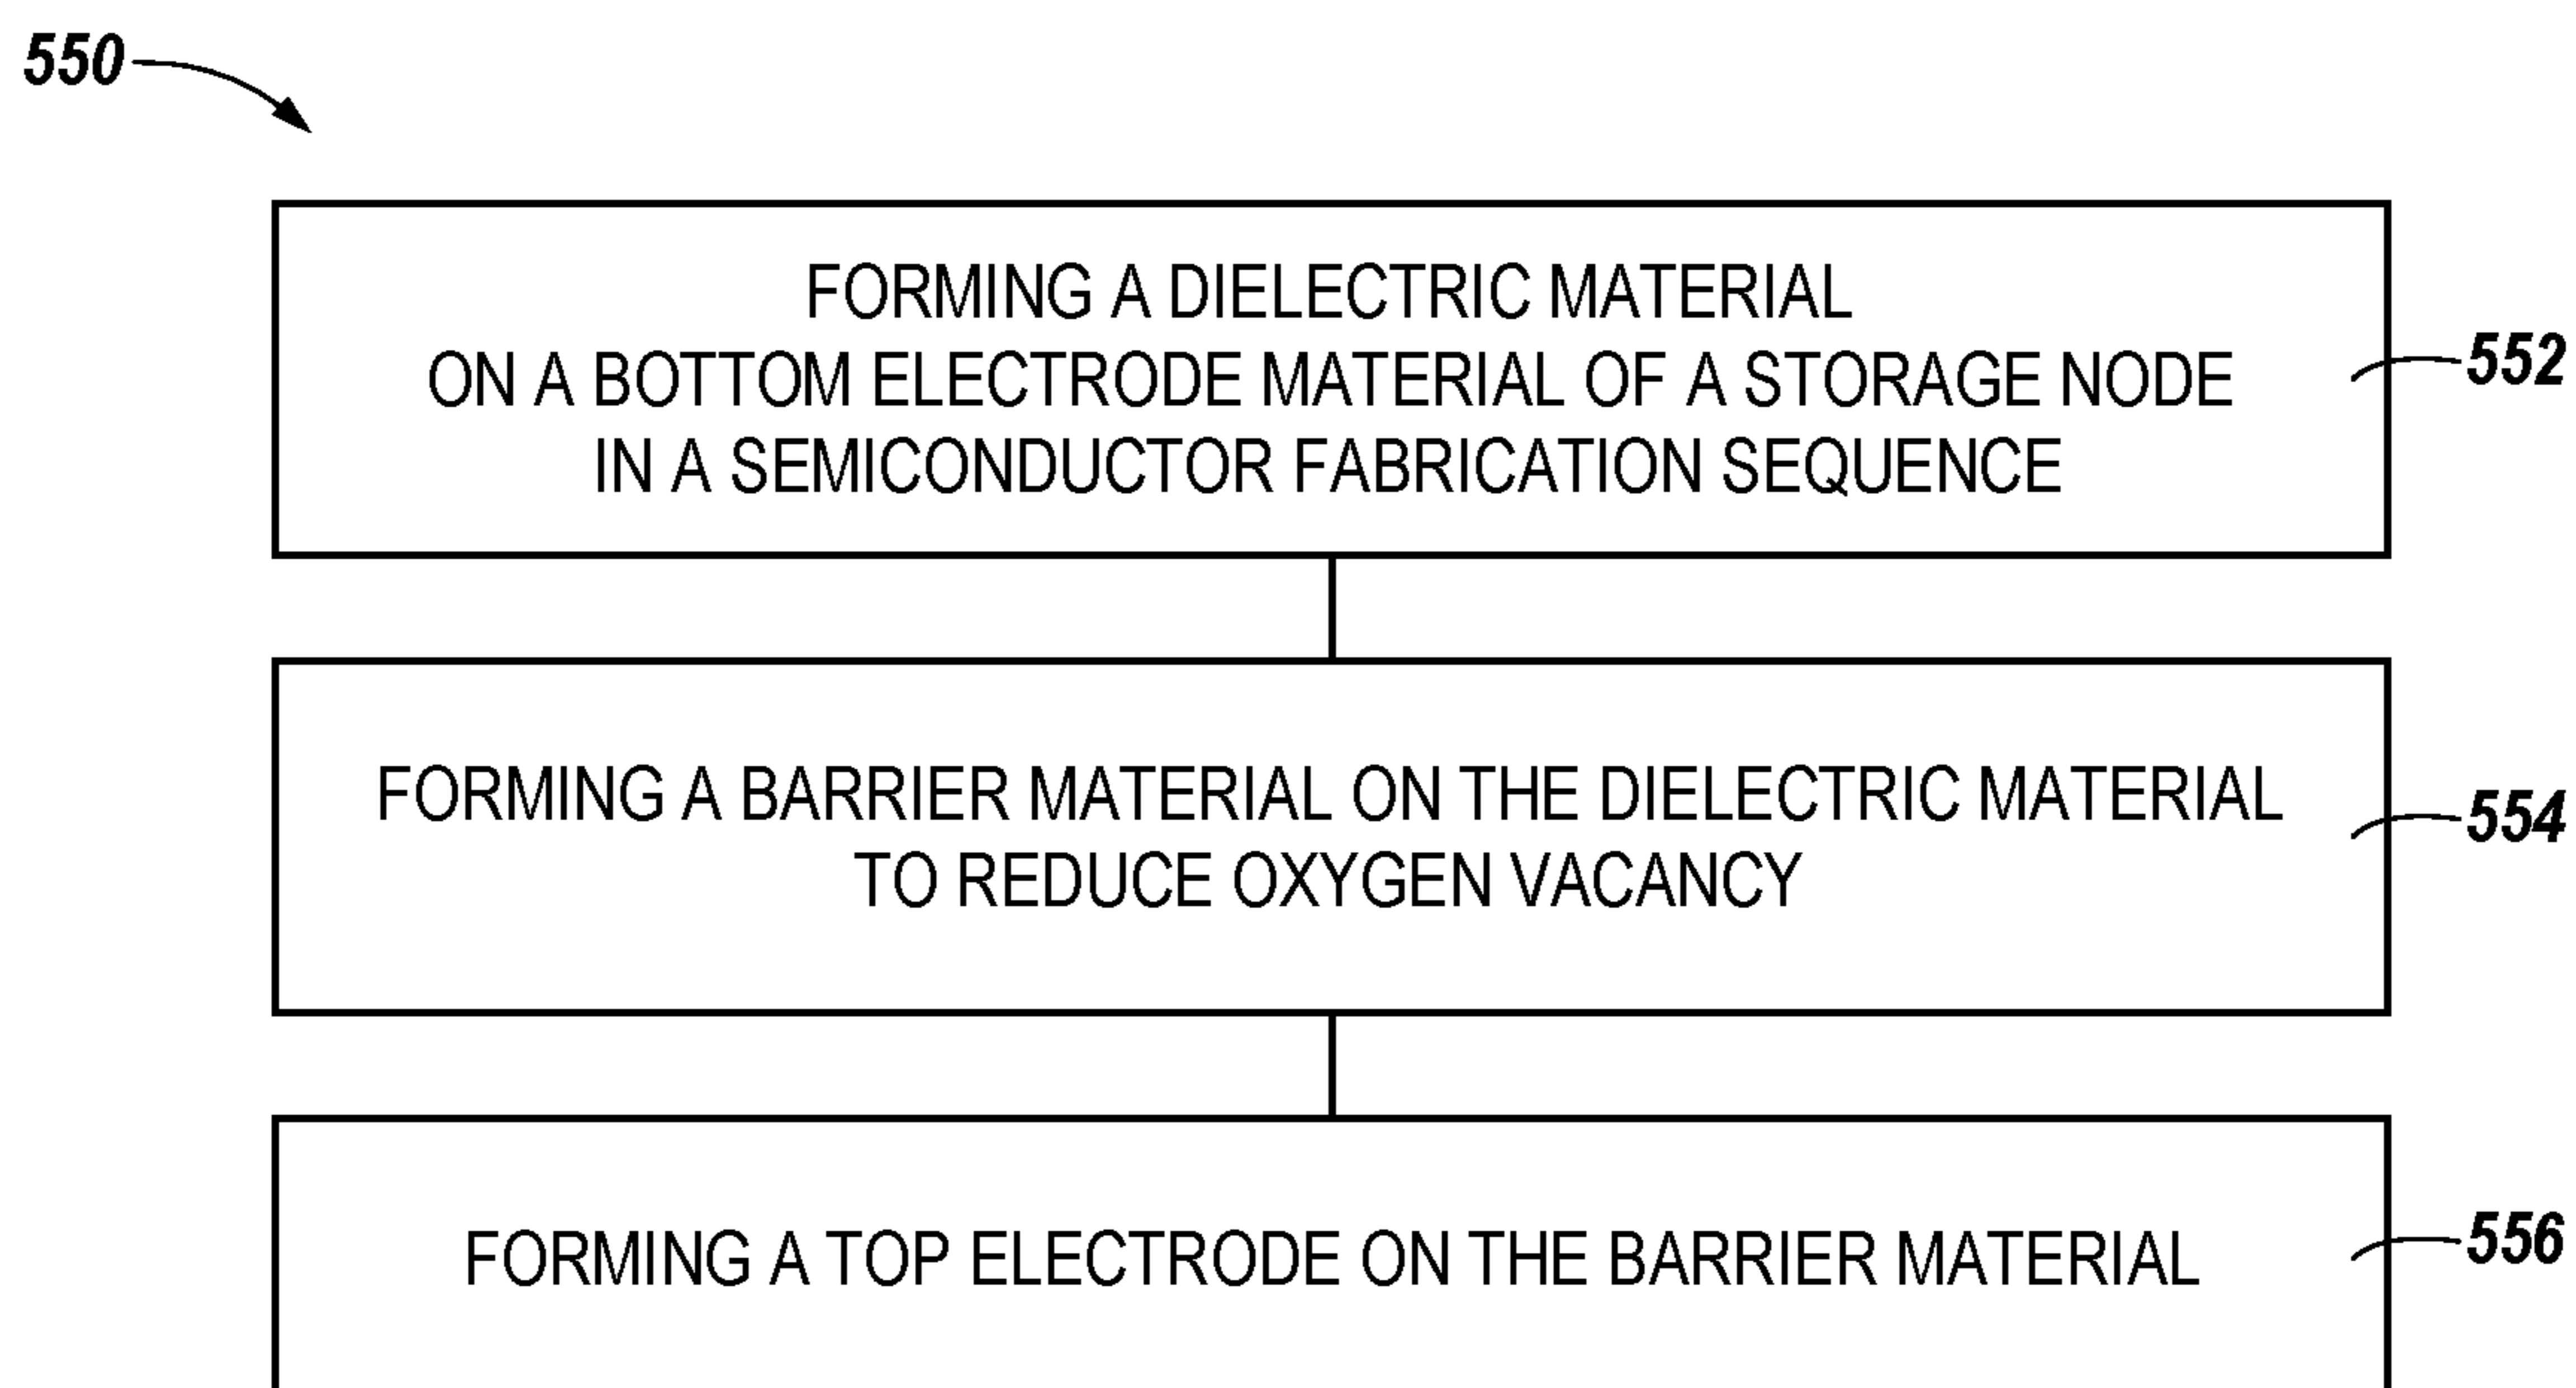 550
FORMING A DIELECTRIC MATERIAL
ON A BOTTOM ELECTRODE MATERIAL OF A STORAGE NODE
IN A SEMICONDUCTOR FABRICATION SEQUENCE
552
FORMING A BARRIER MATERIAL ON THE DIELECTRIC MATERIAL
TO REDUCE OXYGEN VACANCY
554
FORMING A TOP ELECTRODE ON THE BARRIER MATERIAL
556